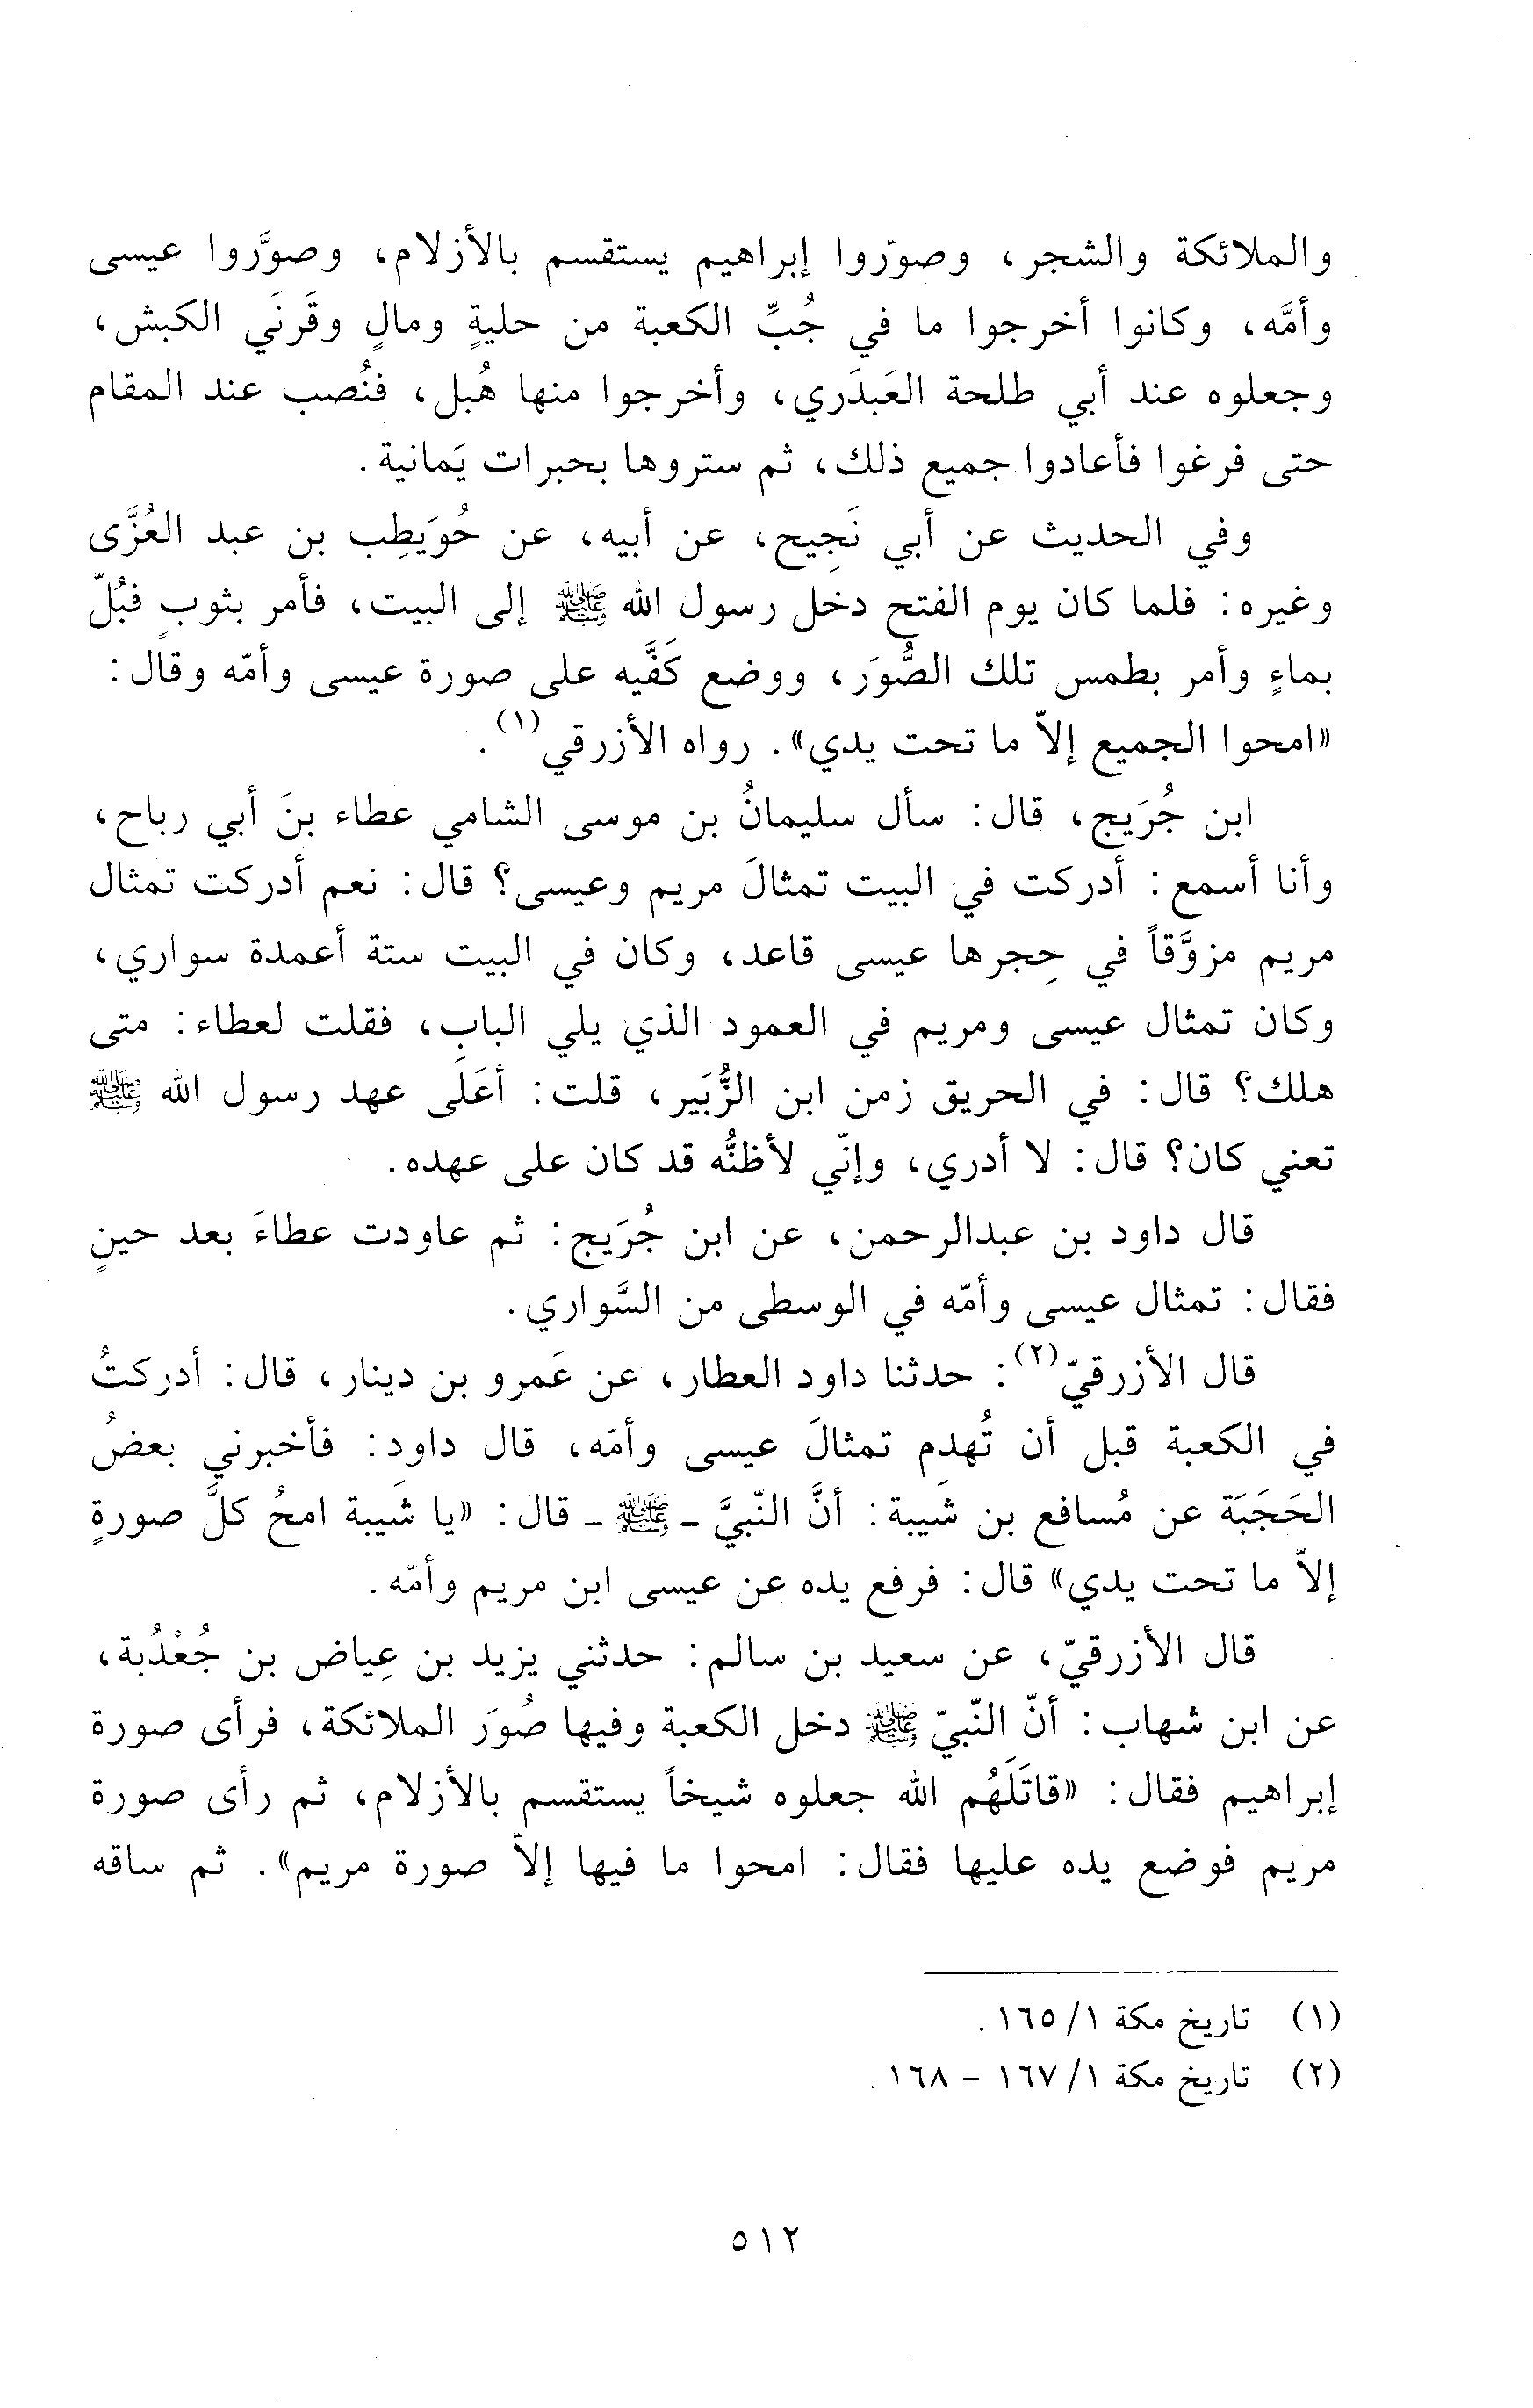 والملائكة والشجر، وصوّروا إبراهيم يستقسم بالأزلام، وصوَّروا عيسى
وأمَّه، وكانوا أخرجوا ما في جُبِّ الكعبة من حليةٍ ومالٍ وقَرنَي الكبش،
وجعلوه عند أبي طلحة العَبدَري، وأخرجوا منها هُبل، فنُصب عند المقام
حتى فرغوا فأعادوا جميع ذلك، ثم ستروها بحبرات يَمانية.
وفي الحديث عن أبي نَجِيح، عن أبيه، عن حُوَيطِب بن عبد العُزَّى
وغيره: فلما كان يوم الفتح دخل رسول الله ﷺ إلى البيت، فأمر بثوبٍ فبُلّ
بماءٍ وأمر بطمس تلك الصُّوَر، ووضع كَفَّيه على صورة عيسى وأمّه وقال:
«امحوا الجميع إلاّ ما تحت يدي». رواه الأزرقي(١).
ابن جُرَيج، قال: سأل سليمانُ بن موسى الشامي عطاء بنَ أبي رباح،
وأنا أسمع: أدركت في البيت تمثالَ مريم وعيسى؟ قال: نعم أدركت تمثال
مريم مزوَّقاً في حِجرها عيسى قاعد، وكان في البيت ستة أعمدة سواري،
وكان تمثال عيسى ومريم في العمود الذي يلي الباب، فقلت لعطاء: متى
هلك؟ قال: في الحريق زمن ابن الزُّبَير، قلت: أعَلَى عهد رسول الله ﷺ
تعني كان؟ قال: لا أدري، وإنّي لأظنُّه قد كان على عهده.
قال داود بن عبدالرحمن، عن ابن جُرَيج: ثم عاودت عطاءَ بعد حينٍ
فقال: تمثال عيسى وأمّه في الوسطى من السَّواري.
قال الأزرقيّ(٢): حدثنا داود العطار، عن عَمرو بن دينار، قال: أدركتُ
في الكعبة قبل أن تُهدم تمثالَ عيسى وأمّه، قال داود: فأخبرني بعضُ
الحَجَبَة عن مُسافع بن شَيبة: أنَّ النّبيَّ - ﷺ - قال: «يا شَيبة امحُ كلَّ صورةٍ
إلاّ ما تحت يدي» قال: فرفع يده عن عيسى ابن مريم وأمّه.
قال الأزرقيّ، عن سعيد بن سالم: حدثني يزيد بن عِياض بن جُعْدُبة،
عن ابن شهاب: أنّ النّبيّ ﷺ دخل الكعبة وفيها صُوَر الملائكة، فرأى صورة
إبراهيم فقال: «قاتَلَهُم الله جعلوه شيخاً يستقسم بالأزلام، ثم رأى صورة
مريم فوضع يده عليها فقال: امحوا ما فيها إلاّ صورة مريم». ثم ساقه
(١) تاريخ مكة ١/ ١٦٥.
(٢) تاريخ مكة ١/ ١٦٧ - ١٦٨.
٥١٢